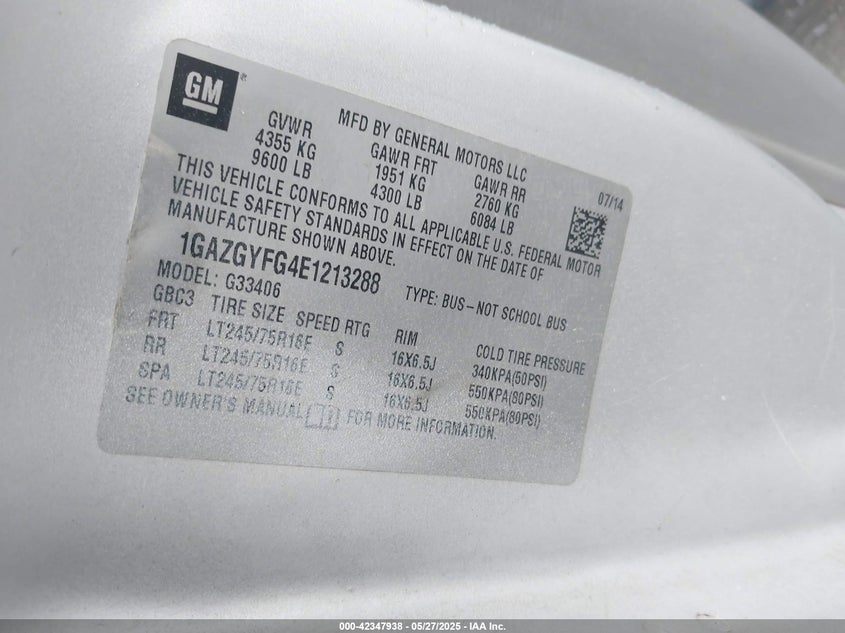 GM
MFD BY GENERAL MOTORS LLC
07/14
GVWR GAWR FRT GAWR RR
4355 KG 1951 KG 2760 KG
9600 LB 4300 LB 6084 LB
THIS VEHICLE CONFORMS TO ALL APPLICABLE U.S. FEDERAL MOTOR
VEHICLE SAFETY STANDARDS IN EFFECT ON THE DATE OF
MANUFACTURE SHOWN ABOVE.
1GAZGYFG4E1213288 TYPE: BUS–NOT SCHOOL BUS
MODEL: G33406
GBC3 TIRE SIZE SPEED RTG RIM COLD TIRE PRESSURE
FRT LT245/75R16E S 16X6.5J 340KPA(50PSI)
RR LT245/75R16E S 16X6.5J 550KPA(80PSI)
SPA LT245/75R16E S 16X6.5J 550KPA(80PSI)
SEE OWNER'S MANUAL FOR MORE INFORMATION.
000-42347938 — 05/27/2025 — IAA Inc.